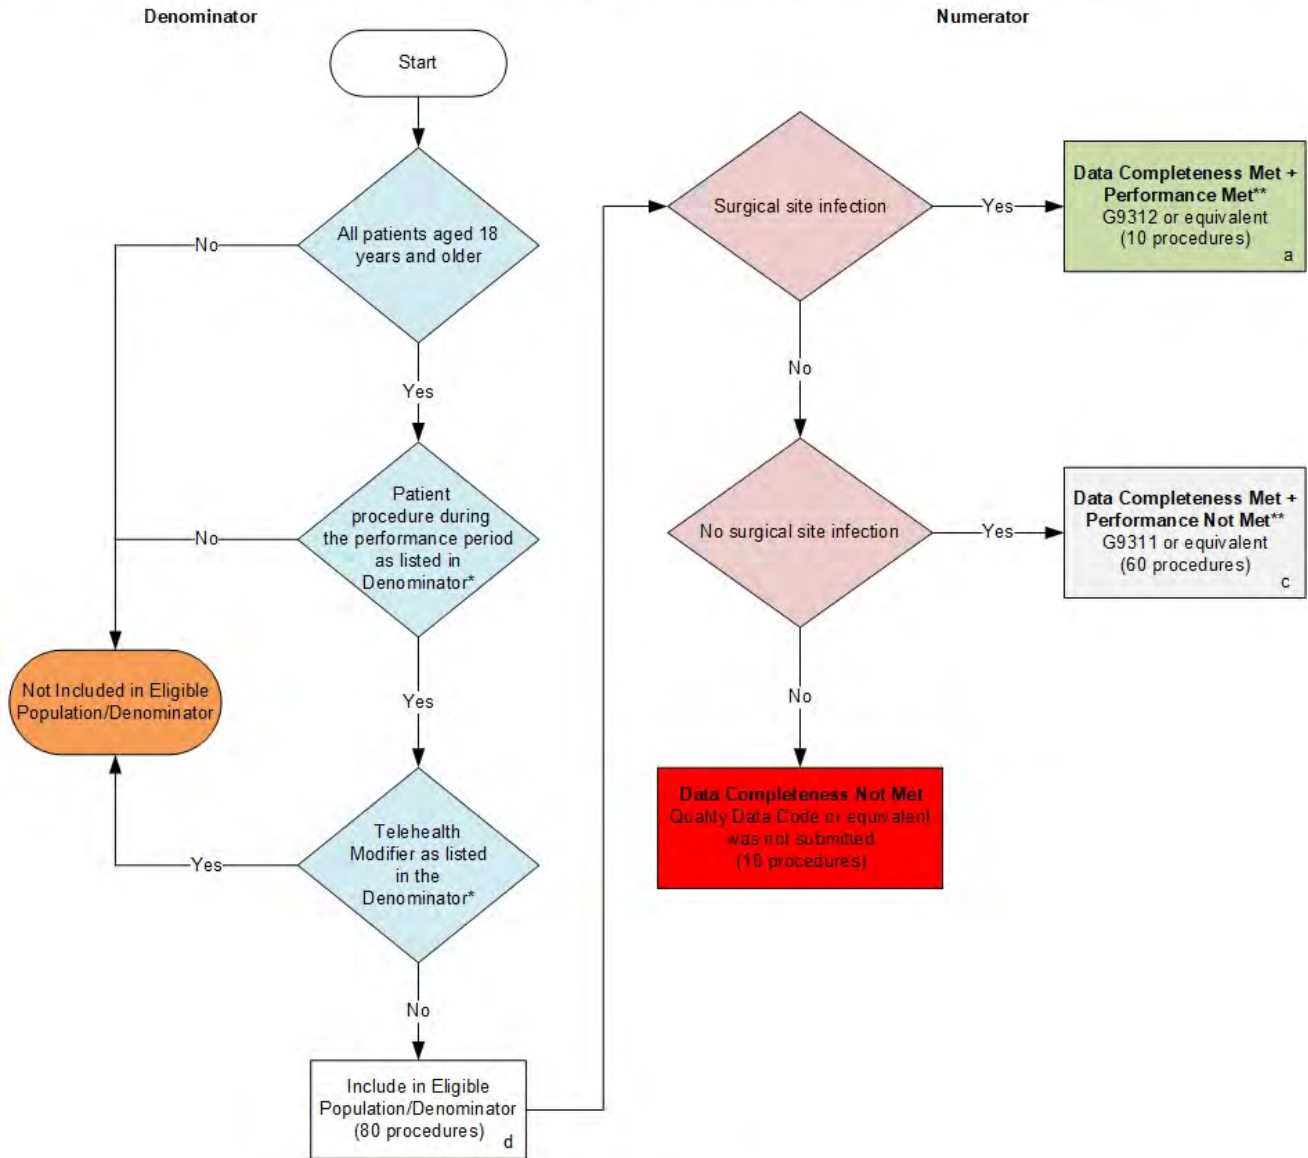 Denominator
Numerator
Start
All patients aged 18
years and older
No
Yes
Patient
procedure during
the performance period
as listed in
Denominator*
No
Yes
Not Included in Eligible
Population/Denominator
Telehealth
Modifier as listed
in the
Denominator*
Yes
No
Include in Eligible
Population/Denominator
(80 procedures)
d
Surgical site infection
Yes
Data Completeness Met +
Performance Met**
G9312 or equivalent
(10 procedures)
a
No
No surgical site infection
Yes
Data Completeness Met +
Performance Not Met**
G9311 or equivalent
(60 procedures)
c
No
Data Completeness Not Met
Quality Data Code or equivalent
was not submitted
(10 procedures)